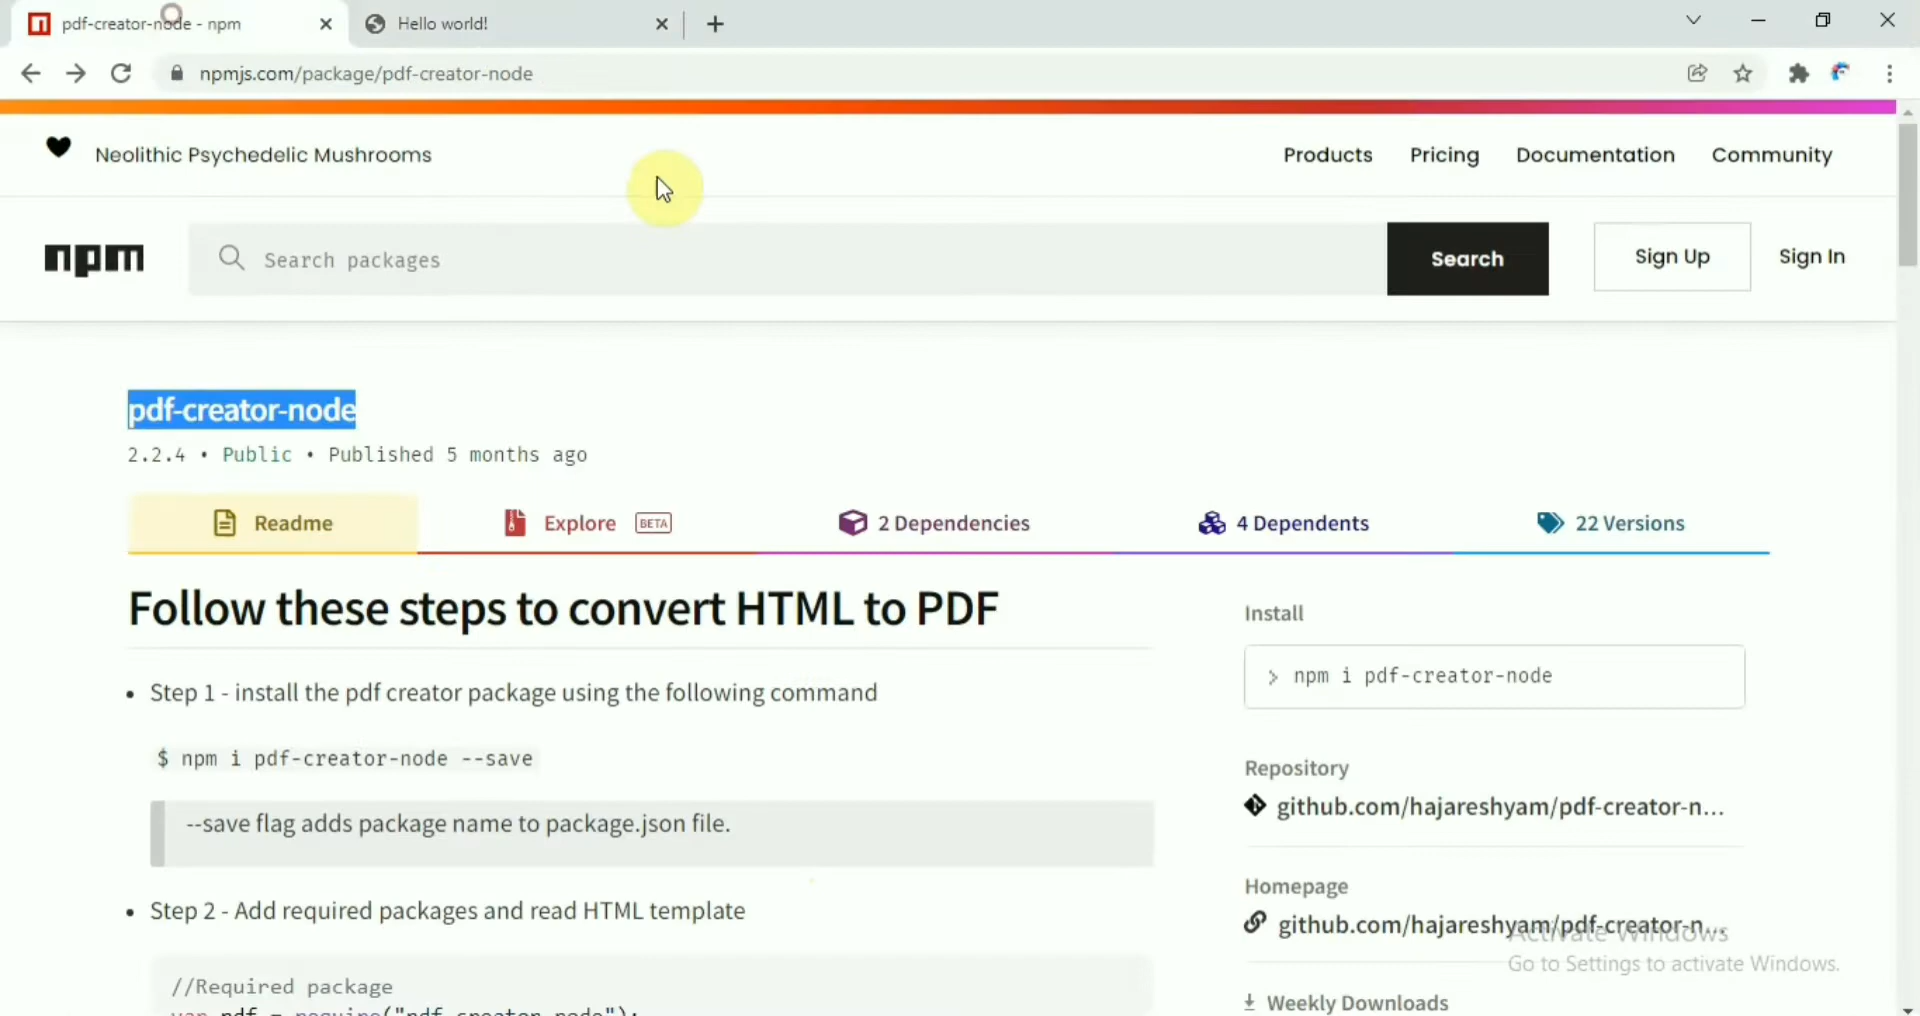 pdf-creator-node - npm
Hello world!
npmjs.com/package/pdf-creator-node
Neolithic Psychedelic Mushrooms
Products Pricing Documentation Community
npm
Search packages
Search
Sign Up
Sign In
pdf-creator-node
2.2.4 • Public • Published 5 months ago
Readme
Explore BETA
2 Dependencies
4 Dependents
22 Versions
Follow these steps to convert HTML to PDF
• Step 1 - install the pdf creator package using the following command
$ npm i pdf-creator-node --save
--save flag adds package name to package.json file.
• Step 2 - Add required packages and read HTML template
//Required package
var pdf = require("pdf-creator-node");
Install
> npm i pdf-creator-node
Repository
github.com/hajareshyam/pdf-creator-n...
Homepage
github.com/hajareshyam/pdf-creator-n...
Weekly Downloads
Activate Windows
Go to Settings to activate Windows.